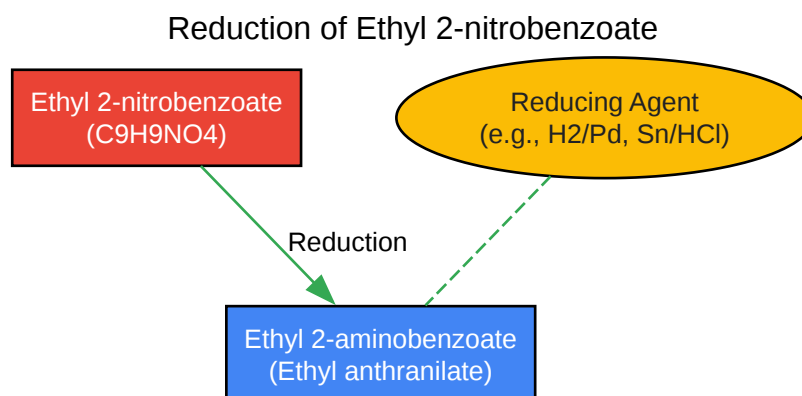 Reduction of Ethyl 2-nitrobenzoate
Ethyl 2-nitrobenzoate
(C9H9NO4)
Reducing Agent
(e.g., H2/Pd, Sn/HCl)
Reduction
Ethyl 2-aminobenzoate
(Ethyl anthranilate)